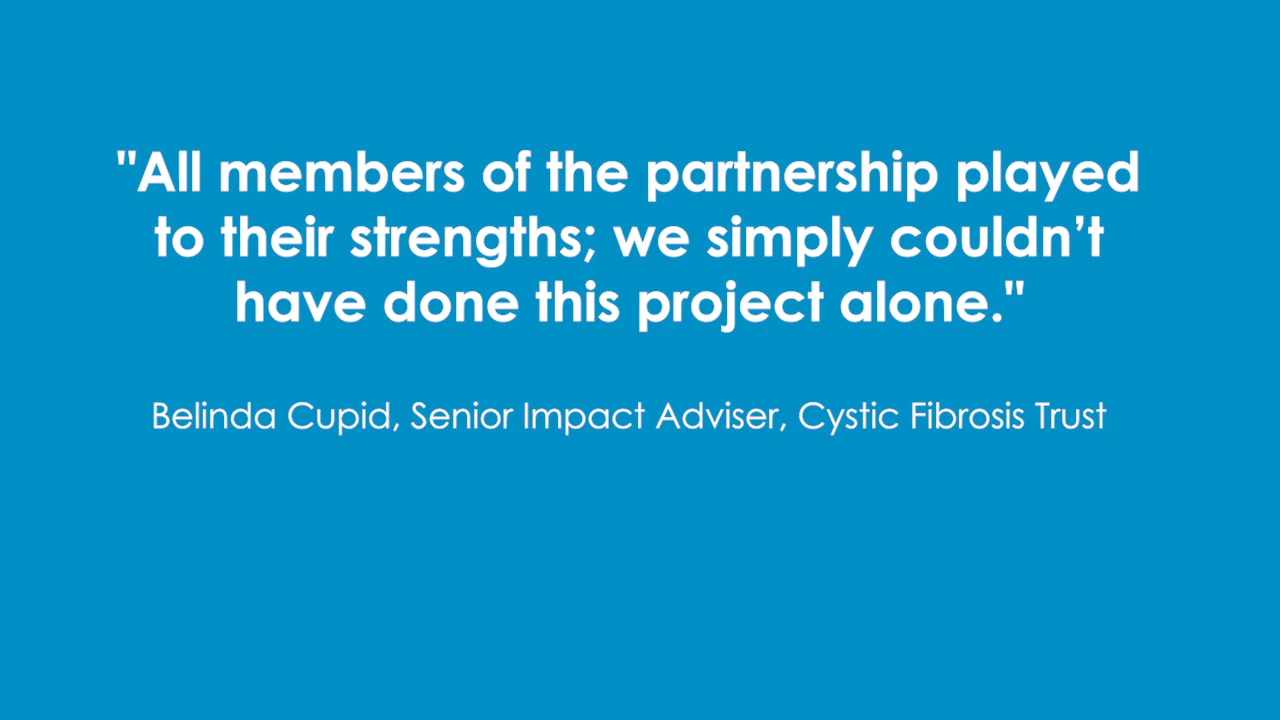 "All members of the partnership played
to their strengths; we simply couldn’t
have done this project alone."
Belinda Cupid, Senior Impact Adviser, Cystic Fibrosis Trust